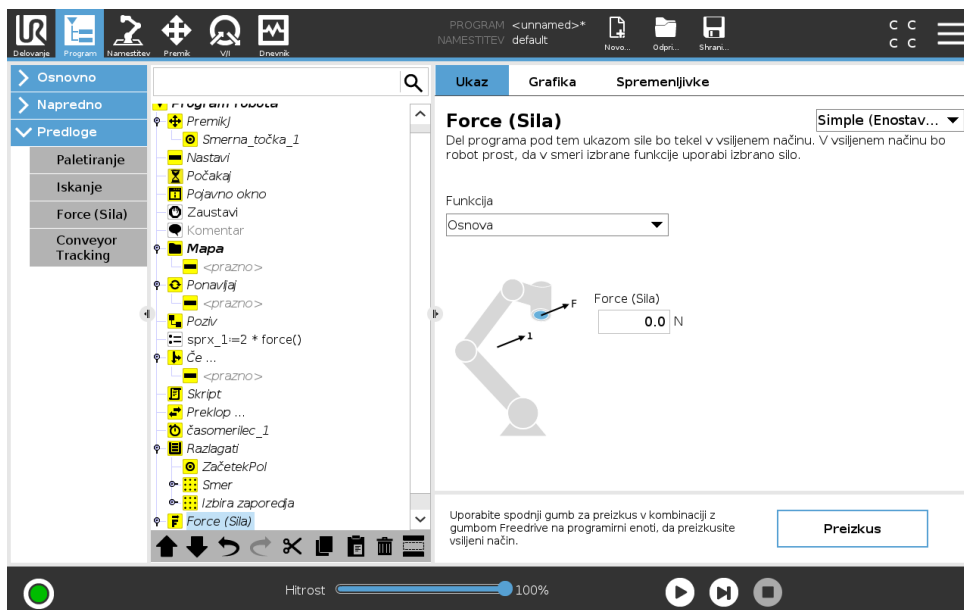 PROGRAM <unnamed>*
NAMESTITEV default
Delovanje
Program
Namestitev
Premik
V/I
Dnevnik
Novo...
Odpri...
Shrani...
C C
C C
Osnovno
Napredno
Predloge
Paletiranje
Iskanje
Force (Sila)
Conveyor
Tracking
Program robota
PremikJ
Smerna_točka_1
Nastavi
Počakaj
Pojavno okno
Zaustavi
Komentar
Mapa
<prazno>
Ponavljaj
<prazno>
Poziv
sprx_1:=2 * force()
Če ...
<prazno>
Skript
Preklop ...
časomerilec_1
Razlagati
ZačetekPol
Smer
Izbira zaporedja
Force (Sila)
Ukaz
Grafika
Spremenljivke
Force (Sila)
Simple (Enostav...
Del programa pod tem ukazom sile bo tekel v vsiljenem načinu. V vsiljenem načinu bo
robot prost, da v smeri izbrane funkcije uporabi izbrano silo.
Funkcija
Osnova
F
1
Force (Sila)
0.0 N
Uporabite spodnji gumb za preizkus v kombinaciji z
gumbom Freedrive na programirni enoti, da preizkusite
vsiljeni način.
Preizkus
Hitrost
100%